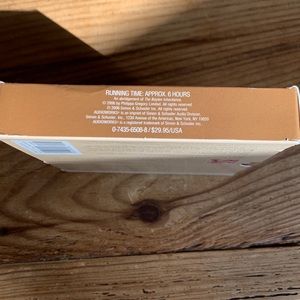 RUNNING TIME: APPROX. 6 HOURS
An abridgement of The Boleyn Inheritance.
© 2006 by Philippa Gregory Limited. All rights reserved.
℗ 2006 Simon & Schuster Inc. All rights reserved.
AUDIOWORKS® is an imprint of Simon & Schuster Audio Division,
Simon & Schuster Inc., 1230 Avenue of the Americas, New York, NY 10020
AUDIOWORKS® is a registered trademark of Simon & Schuster Inc.
0-7435-6506-8 / $29.95/USA